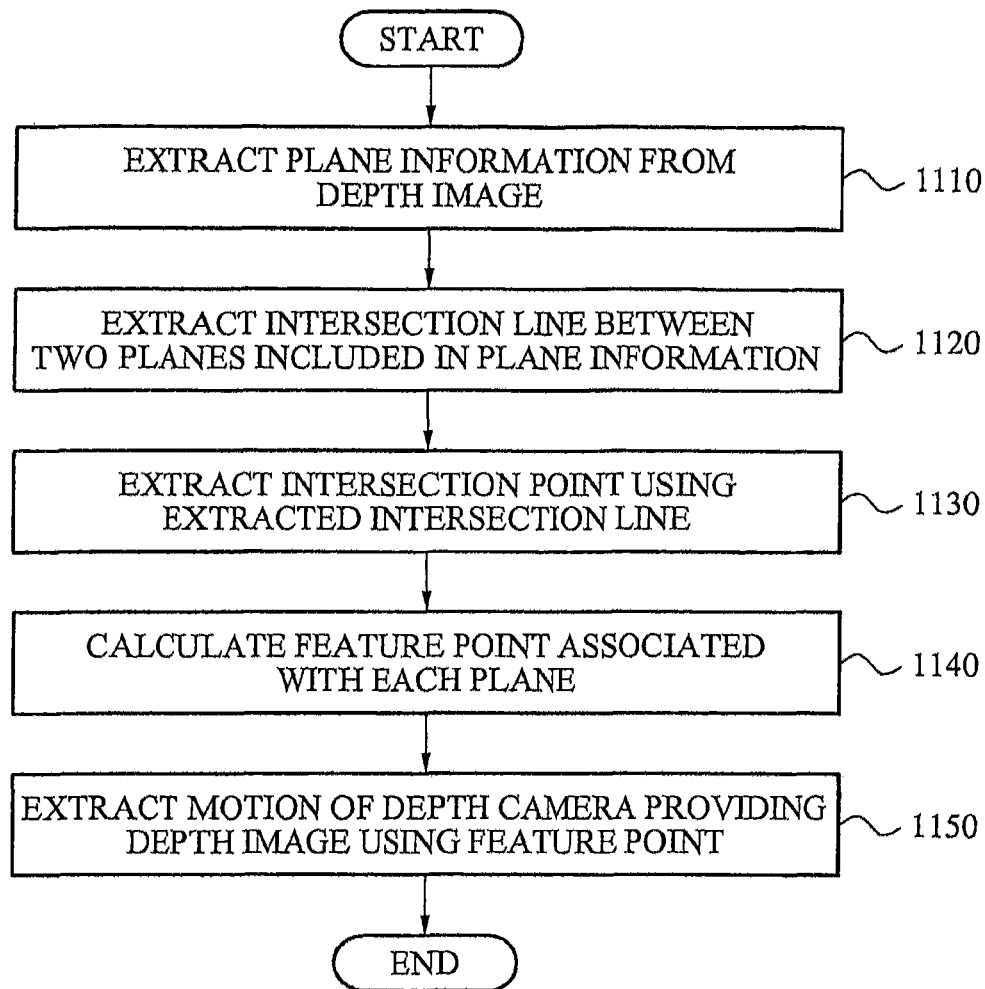 START
EXTRACT PLANE INFORMATION FROM
DEPTH IMAGE
1110
EXTRACT INTERSECTION LINE BETWEEN
TWO PLANES INCLUDED IN PLANE INFORMATION
1120
EXTRACT INTERSECTION POINT USING
EXTRACTED INTERSECTION LINE
1130
CALCULATE FEATURE POINT ASSOCIATED
WITH EACH PLANE
1140
EXTRACT MOTION OF DEPTH CAMERA PROVIDING
DEPTH IMAGE USING FEATURE POINT
1150
END